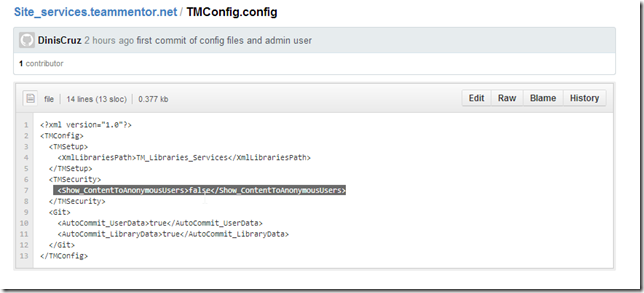 Site_services.teammentor.net / TMConfig.config
DinisCruz 2 hours ago first commit of config files and admin user
1 contributor
file 14 lines (13 sloc) 0.377 kb Edit Raw Blame History
1 <?xml version="1.0"?>
2 <TMConfig>
3 <TMSetup>
4 <XmlLibrariesPath>TM_Libraries_Services</XmlLibrariesPath>
5 </TMSetup>
6 <TMSecurity>
7 <Show_ContentToAnonymousUsers>false</Show_ContentToAnonymousUsers>
8 </TMSecurity>
9 <Git>
10 <AutoCommit_UserData>true</AutoCommit_UserData>
11 <AutoCommit_LibraryData>true</AutoCommit_LibraryData>
12 </Git>
13 </TMConfig>